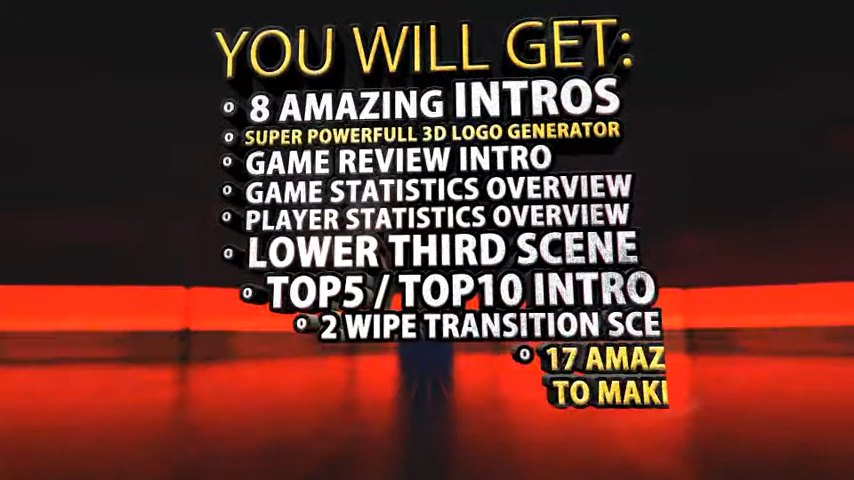 YOU WILL GET:
o 8 AMAZING INTROS
o SUPER POWERFULL 3D LOGO GENERATOR
o GAME REVIEW INTRO
o GAME STATISTICS OVERVIEW
o PLAYER STATISTICS OVERVIEW
o LOWER THIRD SCENE
o TOP5 / TOP10 INTRO
o 2 WIPE TRANSITION SCE
o 17 AMAZ
TO MAKI